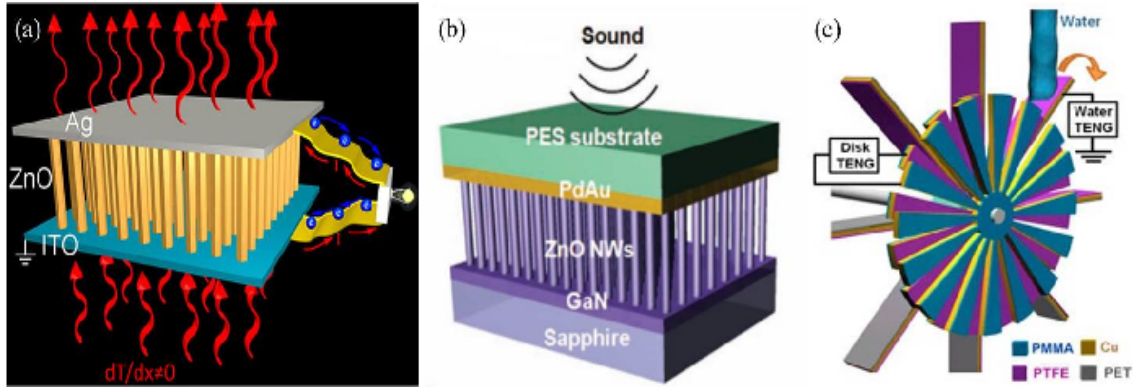 (a)
Ag
ZnO
ITO
dT/dx≠0
(b)
Sound
PES substrate
PdAu
ZnO NWs
GaN
Sapphire
(c)
Water
Water
TENG
Disk
TENG
PMMA
Cu
PTFE
PET